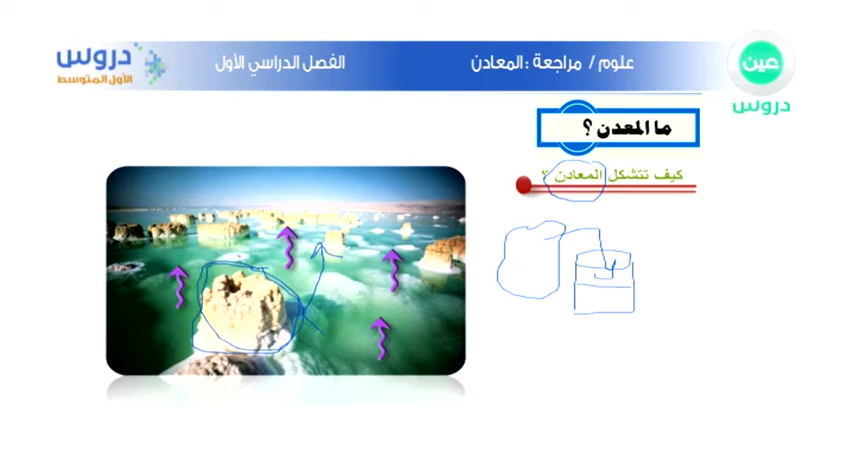 علوم / مراجعة : المعادن
الفصل الدراسي الأول
دروس
الأول المتوسط
عين
دروس
ما المعدن ؟
كيف تتشكل المعادن ؟